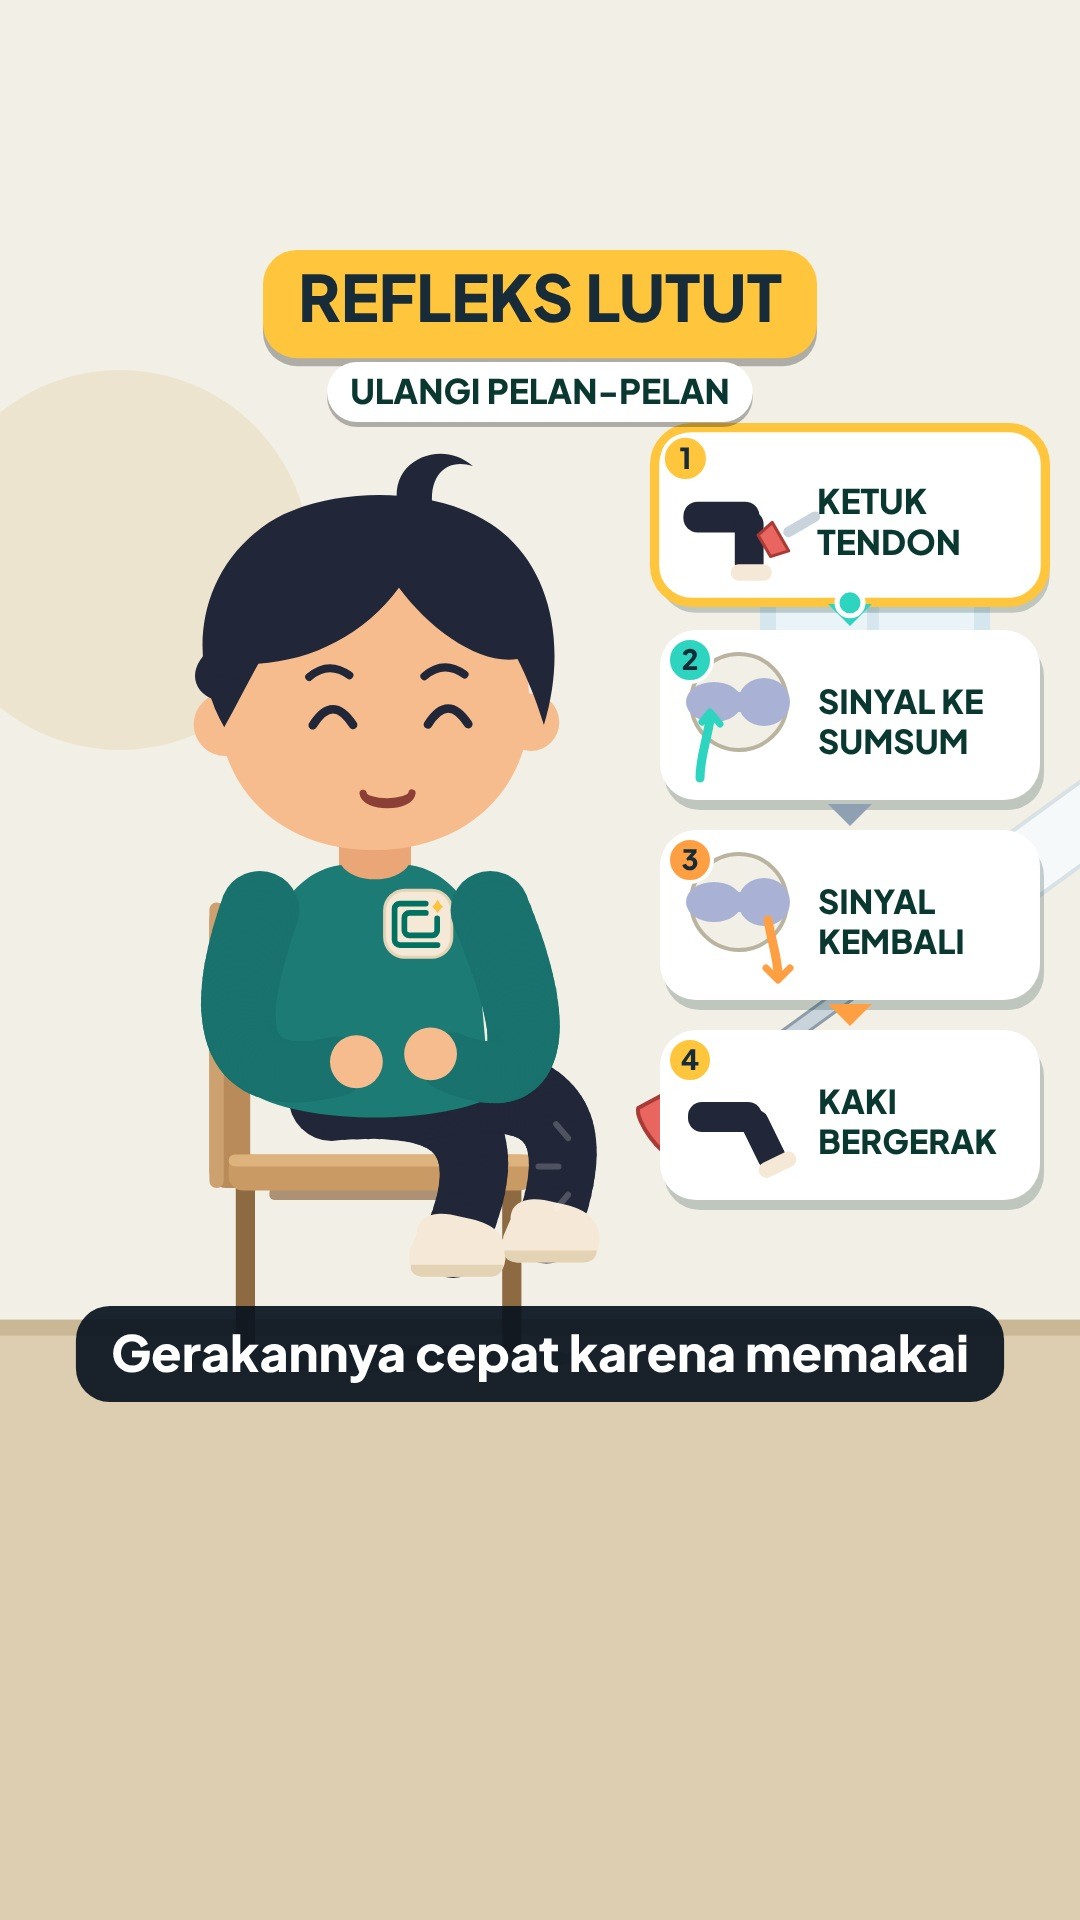 REFLEKS LUTUT
ULANGI PELAN-PELAN
1
KETUK
TENDON
2
SINYAL KE
SUMSUM
3
SINYAL
KEMBALI
4
KAKI
BERGERAK
Gerakannya cepat karena memakai